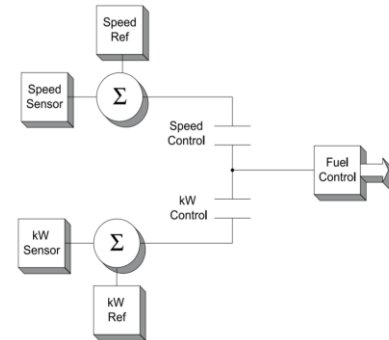 Speed
Ref
Speed
Sensor
Σ
Speed
Control
Fuel
Control
kW
Control
kW
Sensor
Σ
kW
Ref